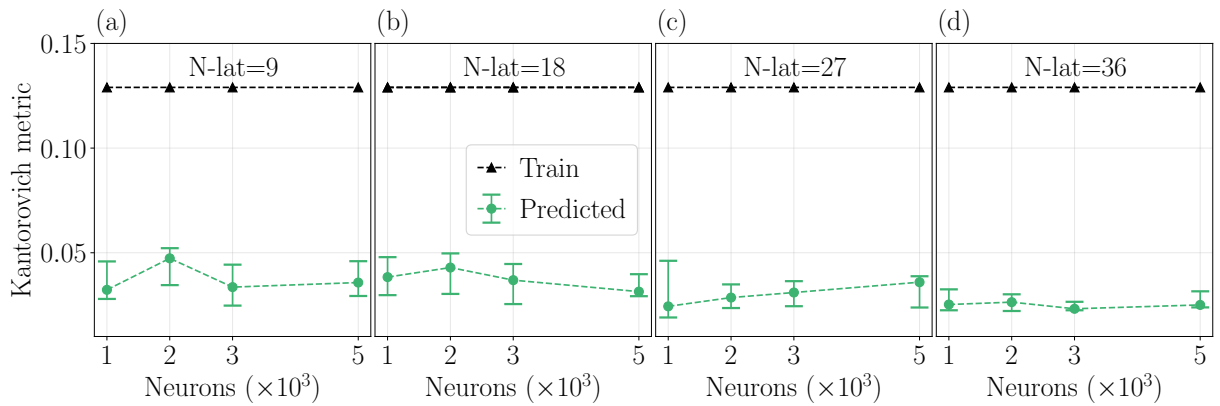 (a) (b) (c) (d)
Kantorovich metric
0.15
0.10
0.05
N-lat=9 N-lat=18 N-lat=27 N-lat=36
Train
Predicted
1 2 3 5 1 2 3 5 1 2 3 5 1 2 3 5
Neurons (×10³) Neurons (×10³) Neurons (×10³) Neurons (×10³)